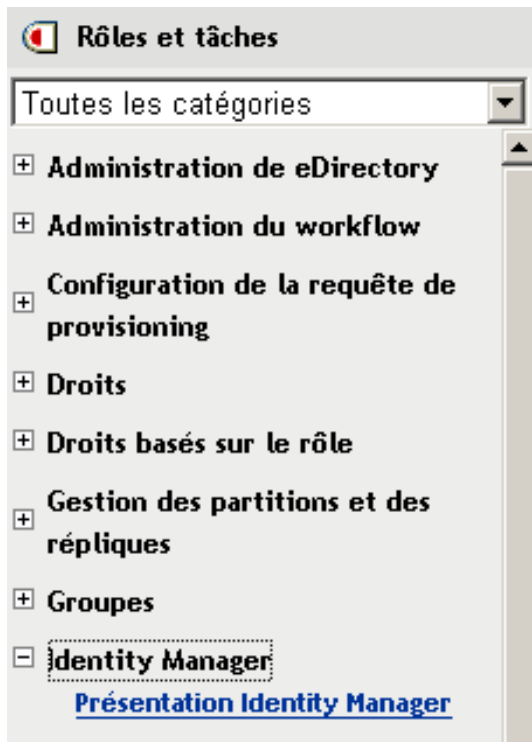 Rôles et tâches
Toutes les catégories
Administration de eDirectory
Administration du workflow
Configuration de la requête de
provisioning
Droits
Droits basés sur le rôle
Gestion des partitions et des
répliques
Groupes
Identity Manager
Présentation Identity Manager